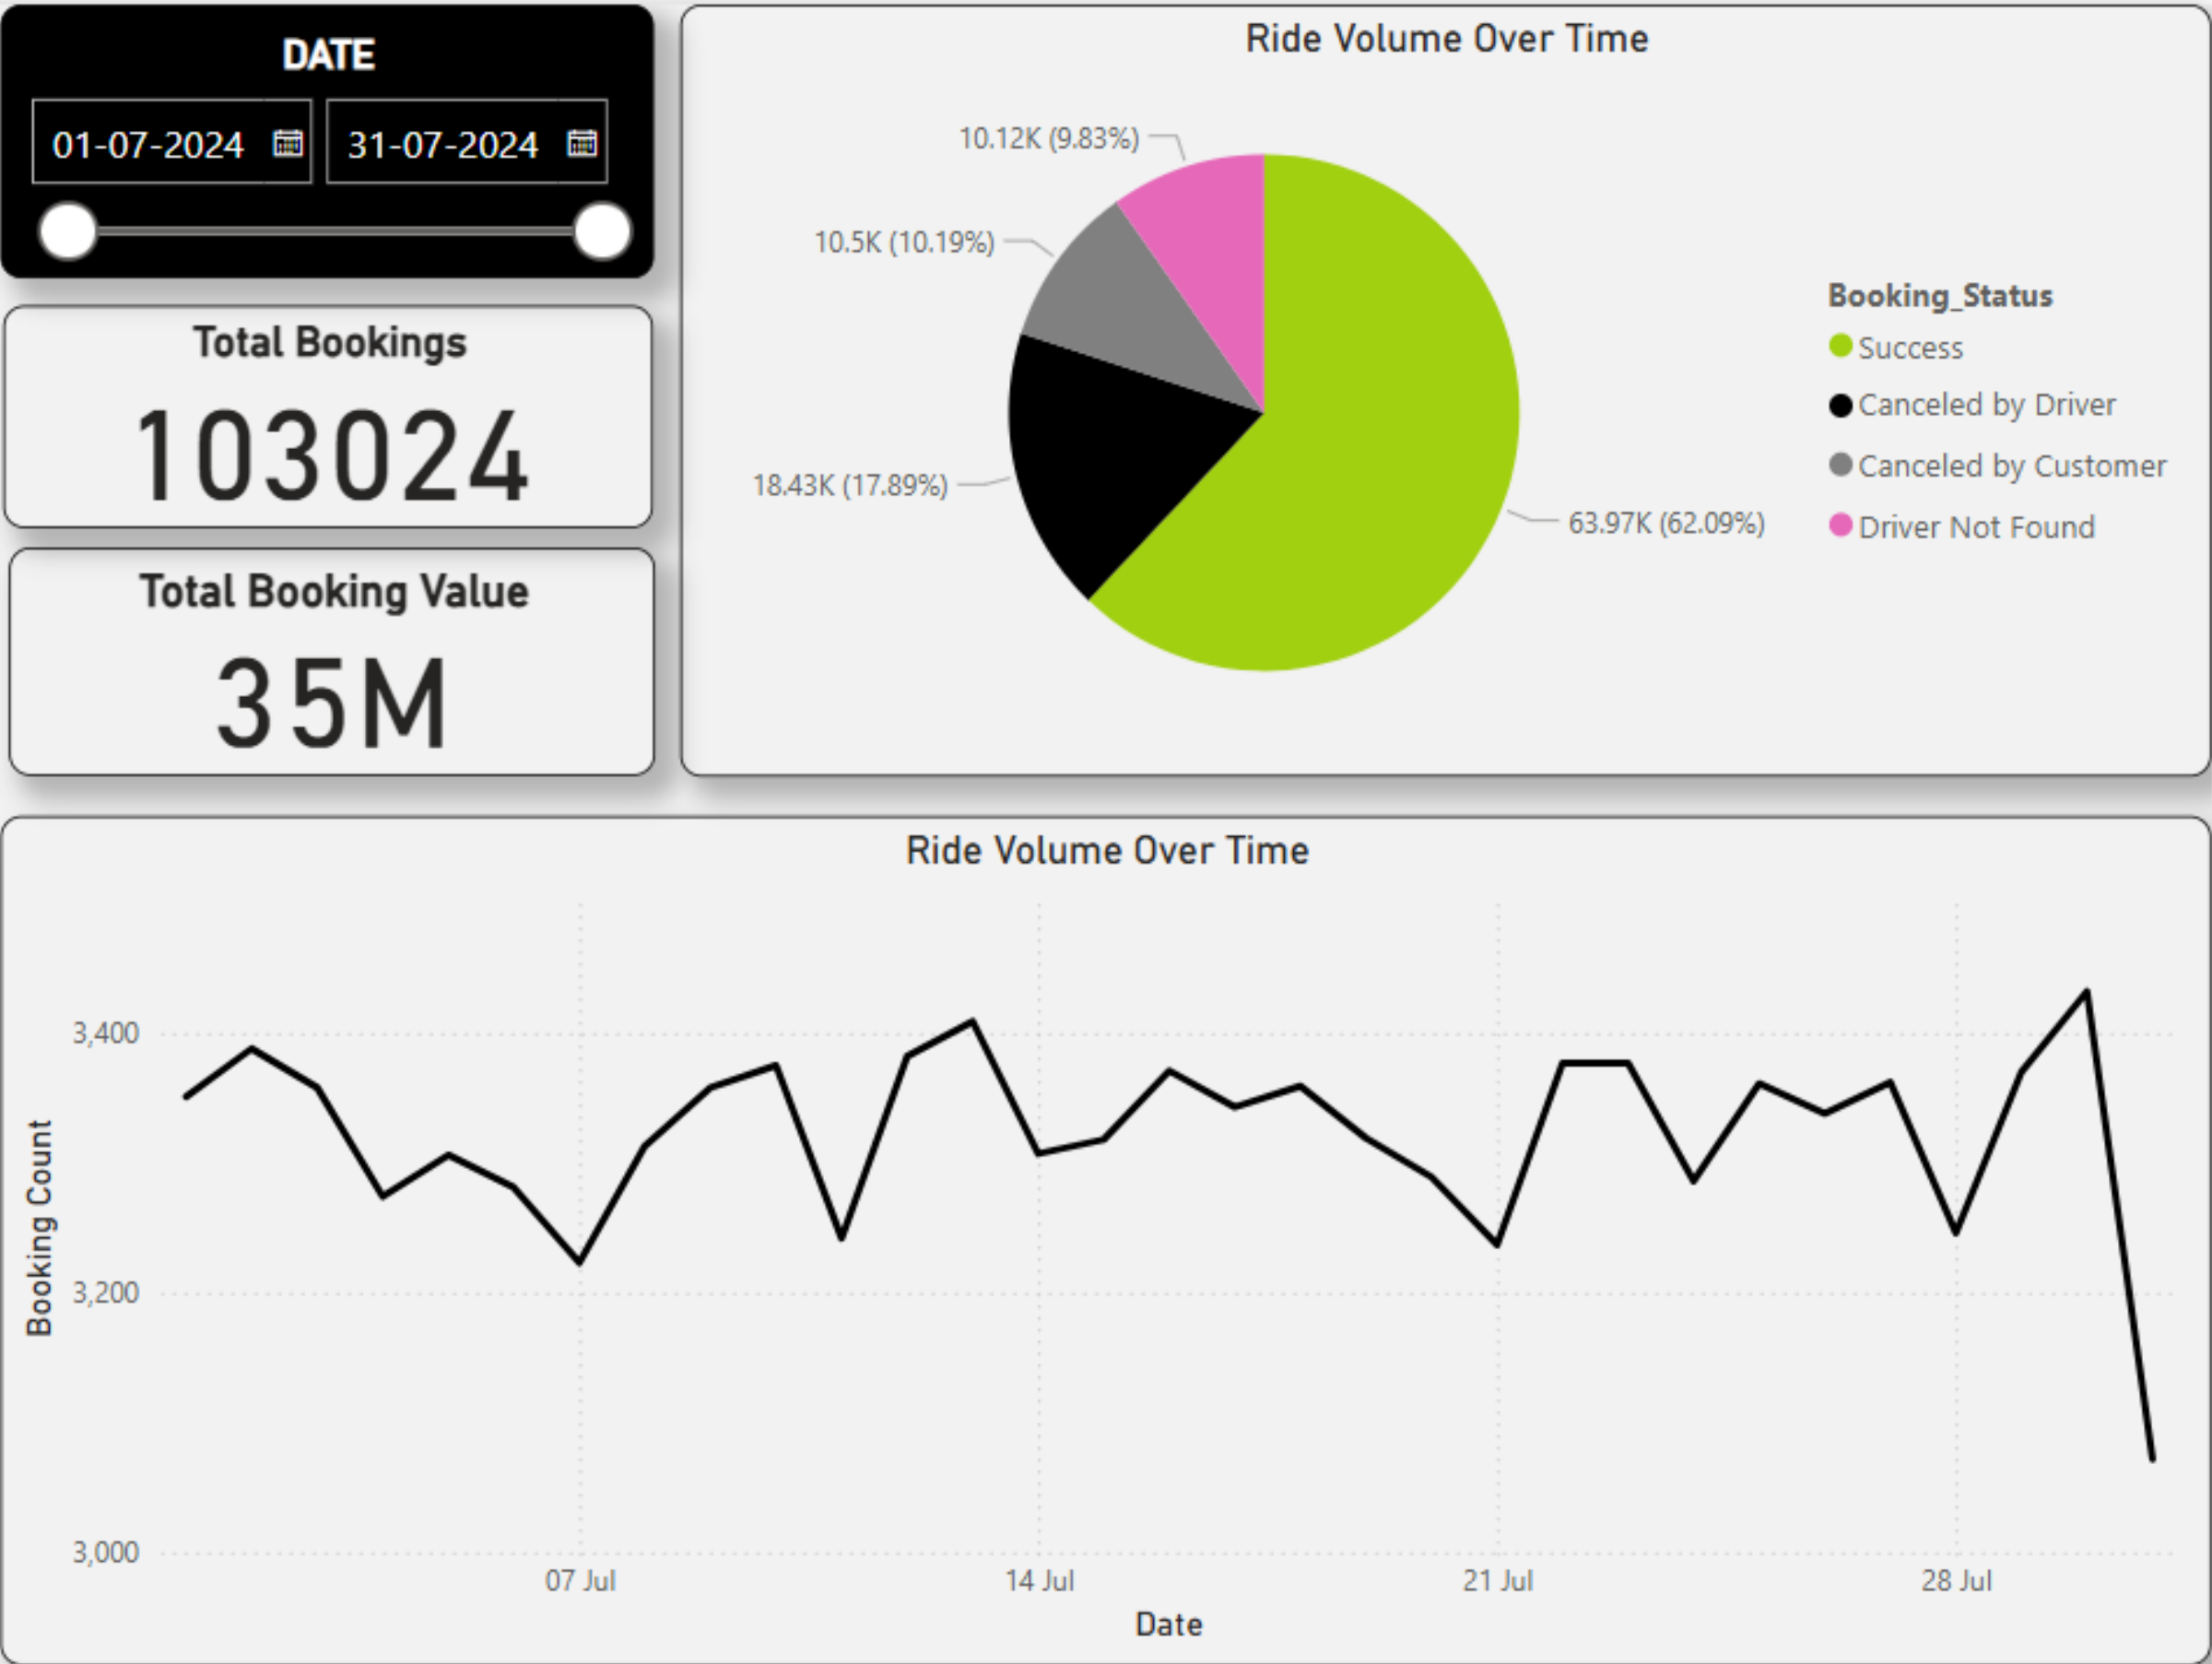 DATE
01-07-2024 31-07-2024
Total Bookings
103024
Total Booking Value
35M
Ride Volume Over Time
10.12K (9.83%)
10.5K (10.19%)
18.43K (17.89%)
63.97K (62.09%)
Booking_Status
Success
Canceled by Driver
Canceled by Customer
Driver Not Found
Ride Volume Over Time
Booking Count
3,400
3,200
3,000
07 Jul 14 Jul 21 Jul 28 Jul
Date